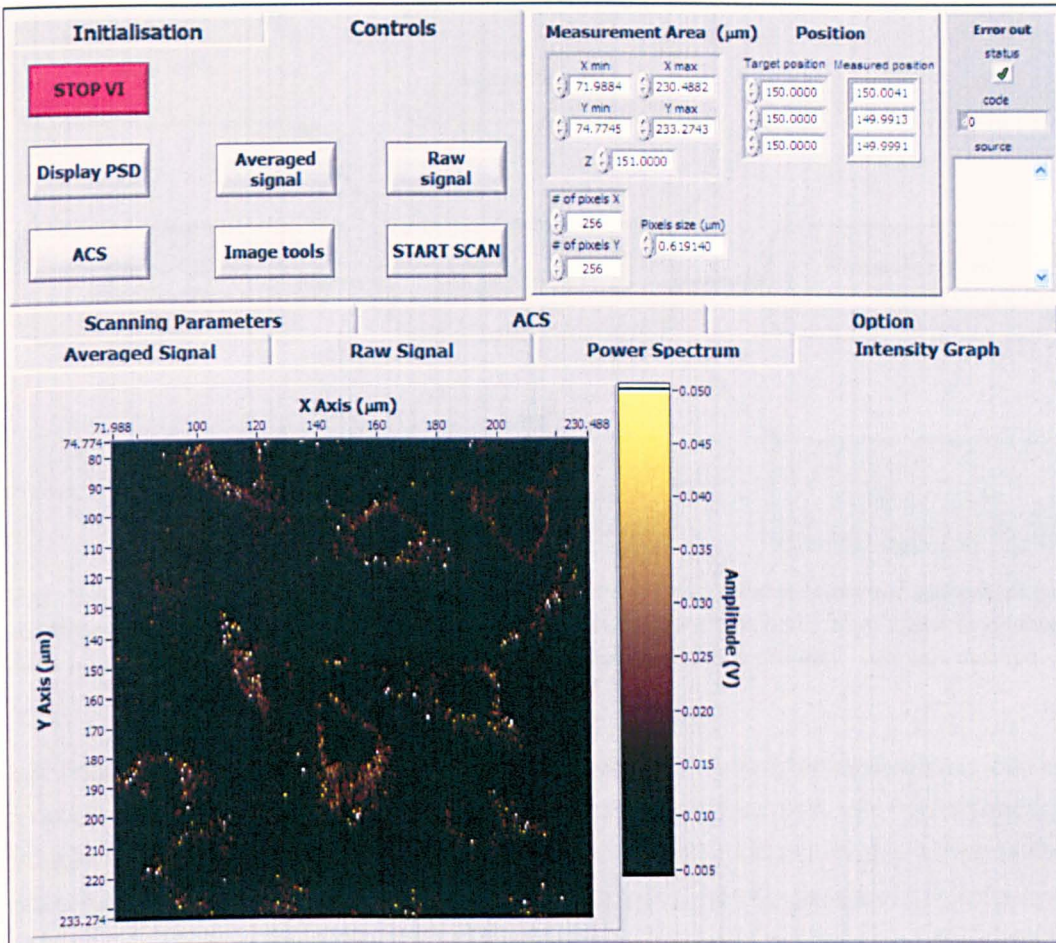 Initialisation
Controls
STOP VI
Display PSD
Averaged
signal
Raw
signal
ACS
Image tools
START SCAN
Measurement Area (μm)
X min
X max
71.9884
230.4882
Y min
Y max
74.7745
233.2743
Z
151.0000
# of pixels X
256
# of pixels Y
256
Pixels size (um)
0.619140
Position
Target position
Measured position
150.0000
150.0041
150.0000
149.9913
150.0000
149.9991
Error out
status
code
0
source
Scanning Parameters
ACS
Option
Averaged Signal
Raw Signal
Power Spectrum
Intensity Graph
X Axis (μm)
71.988
100
120
140
160
180
200
230.488
74.774
80
90
100
110
120
130
140
150
160
170
180
190
200
210
220
233.274
Y Axis (μm)
0.050
0.045
0.040
0.035
0.030
0.025
0.020
0.015
0.010
0.005
Amplitude (V)